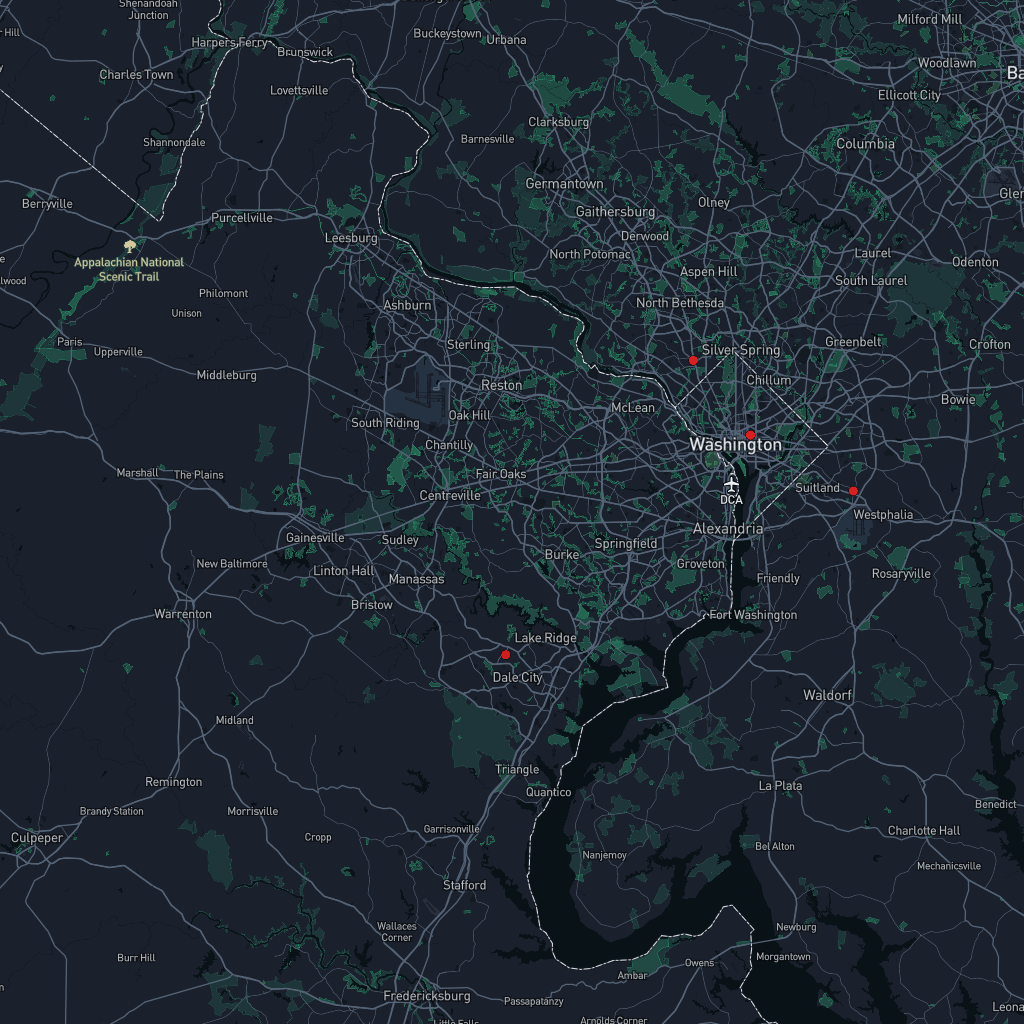 Shenandoah
Junction
Buckeystown
Urbana
Milford Mill
Harpers Ferry
Brunswick
Woodlawn
Charles Town
Lovettsville
Ellicott City
Clarksburg
Barnesville
Shannondale
Columbia
Germantown
Berryville
Purcellville
Gaithersburg
Olney
Leesburg
Derwood
North Potomac
Laurel
Appalachian National
Scenic Trail
Aspen Hill
Odenton
South Laurel
Philomont
Ashburn
North Bethesda
Unison
Paris
Upperville
Sterling
Silver Spring
Greenbelt
Crofton
Middleburg
Reston
Chillum
Bowie
McLean
Oak Hill
South Riding
Chantilly
Washington
Marshall
The Plains
Fair Oaks
Centreville
Suitland
DCA
Westphalia
Alexandria
Gainesville
Sudley
Springfield
Burke
New Baltimore
Linton Hall
Manassas
Groveton
Friendly
Rosaryville
Bristow
Warrenton
Fort Washington
Lake Ridge
Dale City
Waldorf
Midland
Triangle
Remington
Quantico
La Plata
Brandy Station
Morrisville
Benedict
Culpeper
Cropp
Garrisonville
Charlotte Hall
Nanjemoy
Bel Alton
Mechanicsville
Stafford
Wallaces
Corner
Newburg
Burr Hill
Owens
Morgantown
Ambar
Fredericksburg
Passapatanzy
Arnolds Corner